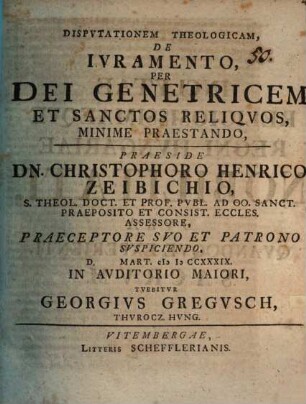 DISPVTATIONEM THEOLOGICAM,
DE
50.
IVRAMENTO,
PER
DEI GENETRICEM
ET SANCTOS RELIQVOS,
MINIME PRAESTANDO,
PRAESIDE
DN. CHRISTOPHORO HENRICO
ZEIBICHIO,
S. THEOL. DOCT. ET PROF. PVBL. AD OO. SANCT.
PRAEPOSITO ET CONSIST. ECCLES.
ASSESSORE,
PRAECEPTORE SVO ET PATRONO
SVSPICIENDO,
D. MART. cIↃ IↃ CCXXXIX.
IN AVDITORIO MAIORI,
TVEBITVR
GEORGIVS GREGVSCH,
THVROCZ. HVNG.
VITEMBERGAE,
LITTERIS SCHEFFLERIANIS.